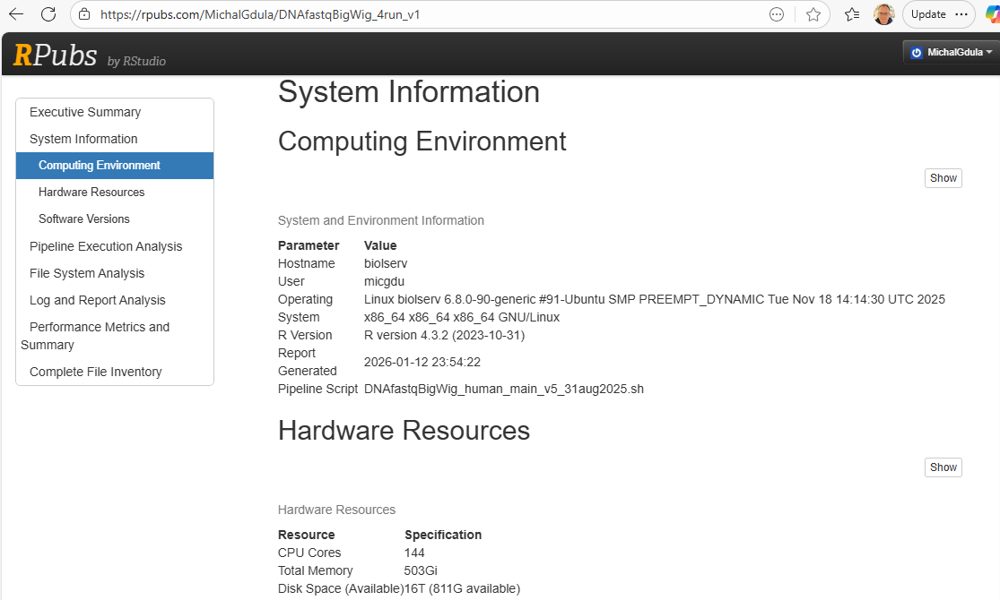 https://rpubs.com/MichalGdula/DNAfastqBigWig_4run_v1
Update
RPubs by RStudio
MichalGdula
Executive Summary
System Information
Computing Environment
Hardware Resources
Software Versions
Pipeline Execution Analysis
File System Analysis
Log and Report Analysis
Performance Metrics and
Summary
Complete File Inventory
System Information
Computing Environment
Show
System and Environment Information
Parameter Value
Hostname biolserv
User micgdu
Operating Linux biolserv 6.8.0-90-generic #91-Ubuntu SMP PREEMPT_DYNAMIC Tue Nov 18 14:14:30 UTC 2025
System x86_64 x86_64 x86_64 GNU/Linux
R Version R version 4.3.2 (2023-10-31)
Report
Generated 2026-01-12 23:54:22
Pipeline Script DNAfastqBigWig_human_main_v5_31aug2025.sh
Hardware Resources
Show
Hardware Resources
Resource Specification
CPU Cores 144
Total Memory 503Gi
Disk Space (Available) 16T (811G available)